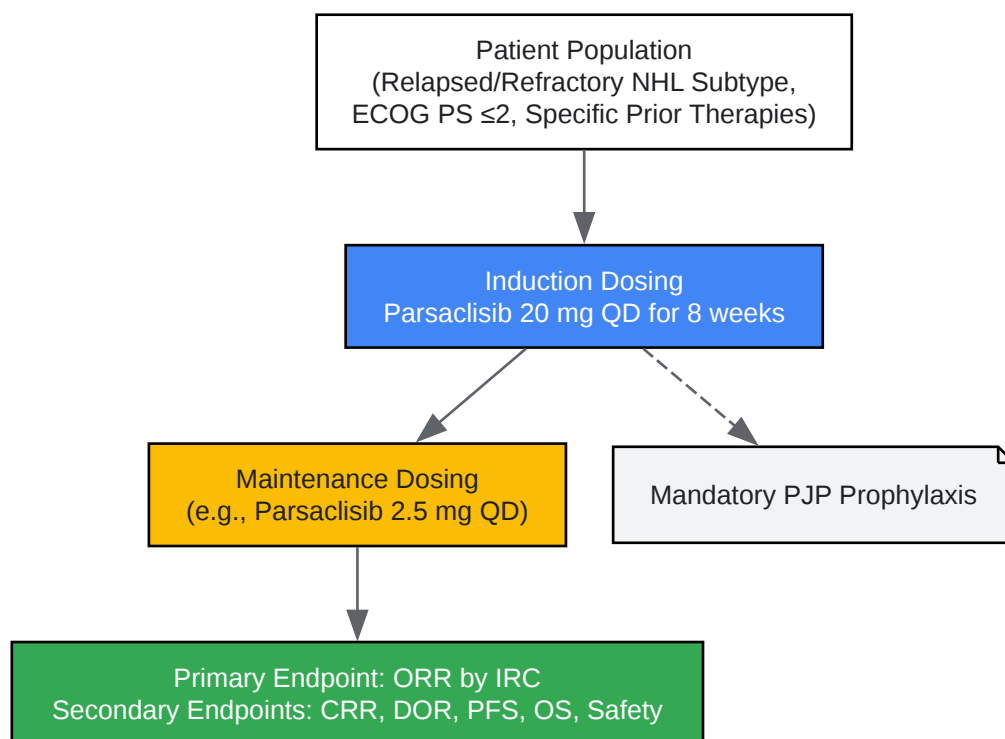 Patient Population
(Relapsed/Refractory NHL Subtype,
ECOG PS ≤2, Specific Prior Therapies)
Induction Dosing
Parsaclisib 20 mg QD for 8 weeks
Maintenance Dosing
(e.g., Parsaclisib 2.5 mg QD)
Mandatory PJP Prophylaxis
Primary Endpoint: ORR by IRC
Secondary Endpoints: CRR, DOR, PFS, OS, Safety